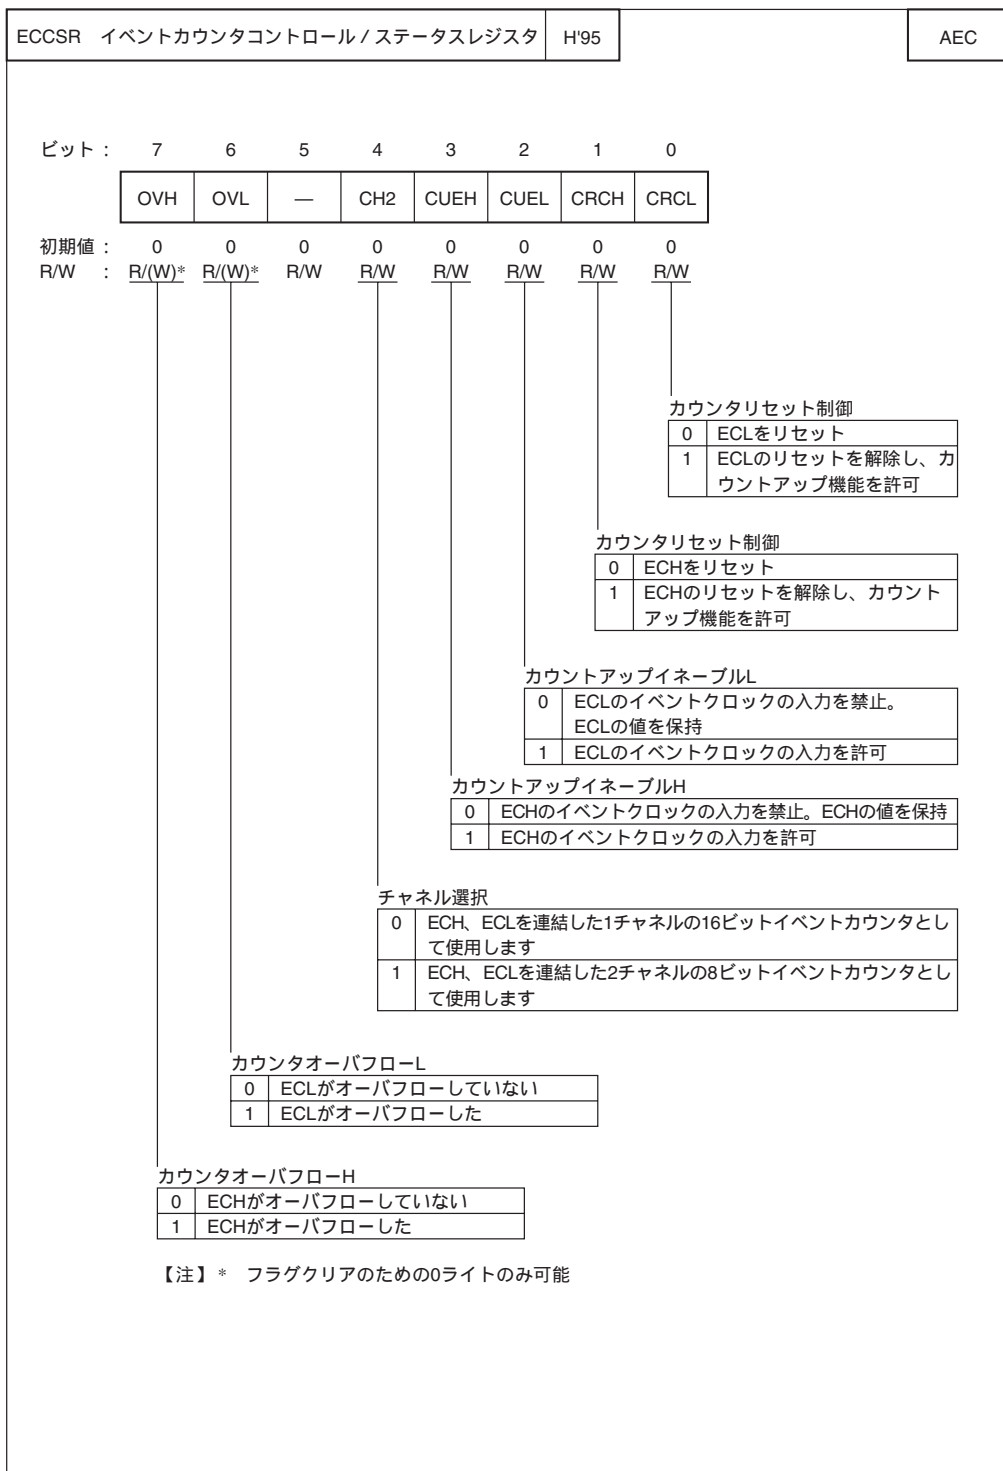 ECCSR イベントカウンタコントロール / ステータスレジスタ H'95 AEC
ビット : 7 6 5 4 3 2 1 0
OVH OVL — CH2 CUEH CUEL CRCH CRCL
初期値 : 0 0 0 0 0 0 0 0
R/W : R/(W)* R/(W)* R/W R/W R/W R/W R/W R/W
カウンタリセット制御
0 ECLをリセット
1 ECLのリセットを解除し、カ
ウントアップ機能を許可
カウンタリセット制御
0 ECHをリセット
1 ECHのリセットを解除し、カウント
アップ機能を許可
カウントアップイネーブルL
0 ECLのイベントクロックの入力を禁止。
ECLの値を保持
1 ECLのイベントクロックの入力を許可
カウントアップイネーブルH
0 ECHのイベントクロックの入力を禁止。ECHの値を保持
1 ECHのイベントクロックの入力を許可
チャネル選択
0 ECH、ECLを連結した1チャネルの16ビットイベントカウンタとし
て使用します
1 ECH、ECLを連結した2チャネルの8ビットイベントカウンタとし
て使用します
カウンタオーバフローL
0 ECLがオーバフローしていない
1 ECLがオーバフローした
カウンタオーバフローH
0 ECHがオーバフローしていない
1 ECHがオーバフローした
【注】* フラグクリアのための0ライトのみ可能